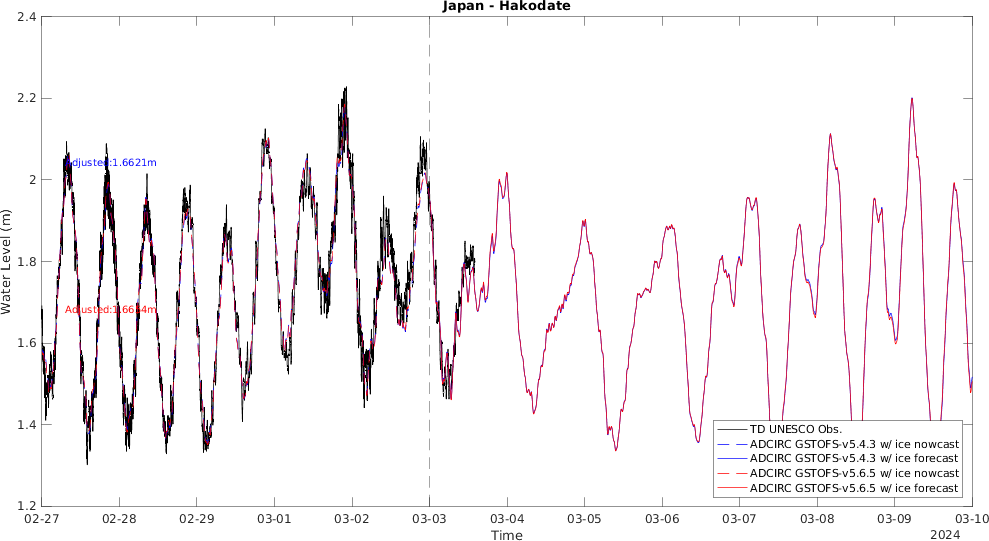 Japan - Hakodate
2.4
2.2
2
1.8
1.6
1.4
1.2
Water Level (m)
Adjusted:1.6621m
TD UNESCO Obs.
ADCIRC GSTOFS-v5.4.3 w/ ice nowcast
ADCIRC GSTOFS-v5.4.3 w/ ice forecast
ADCIRC GSTOFS-v5.6.5 w/ ice nowcast
ADCIRC GSTOFS-v5.6.5 w/ ice forecast
02-27 02-28 02-29 03-01 03-02 03-03 03-04 03-05 03-06 03-07 03-08 03-09 03-10
Time
2024